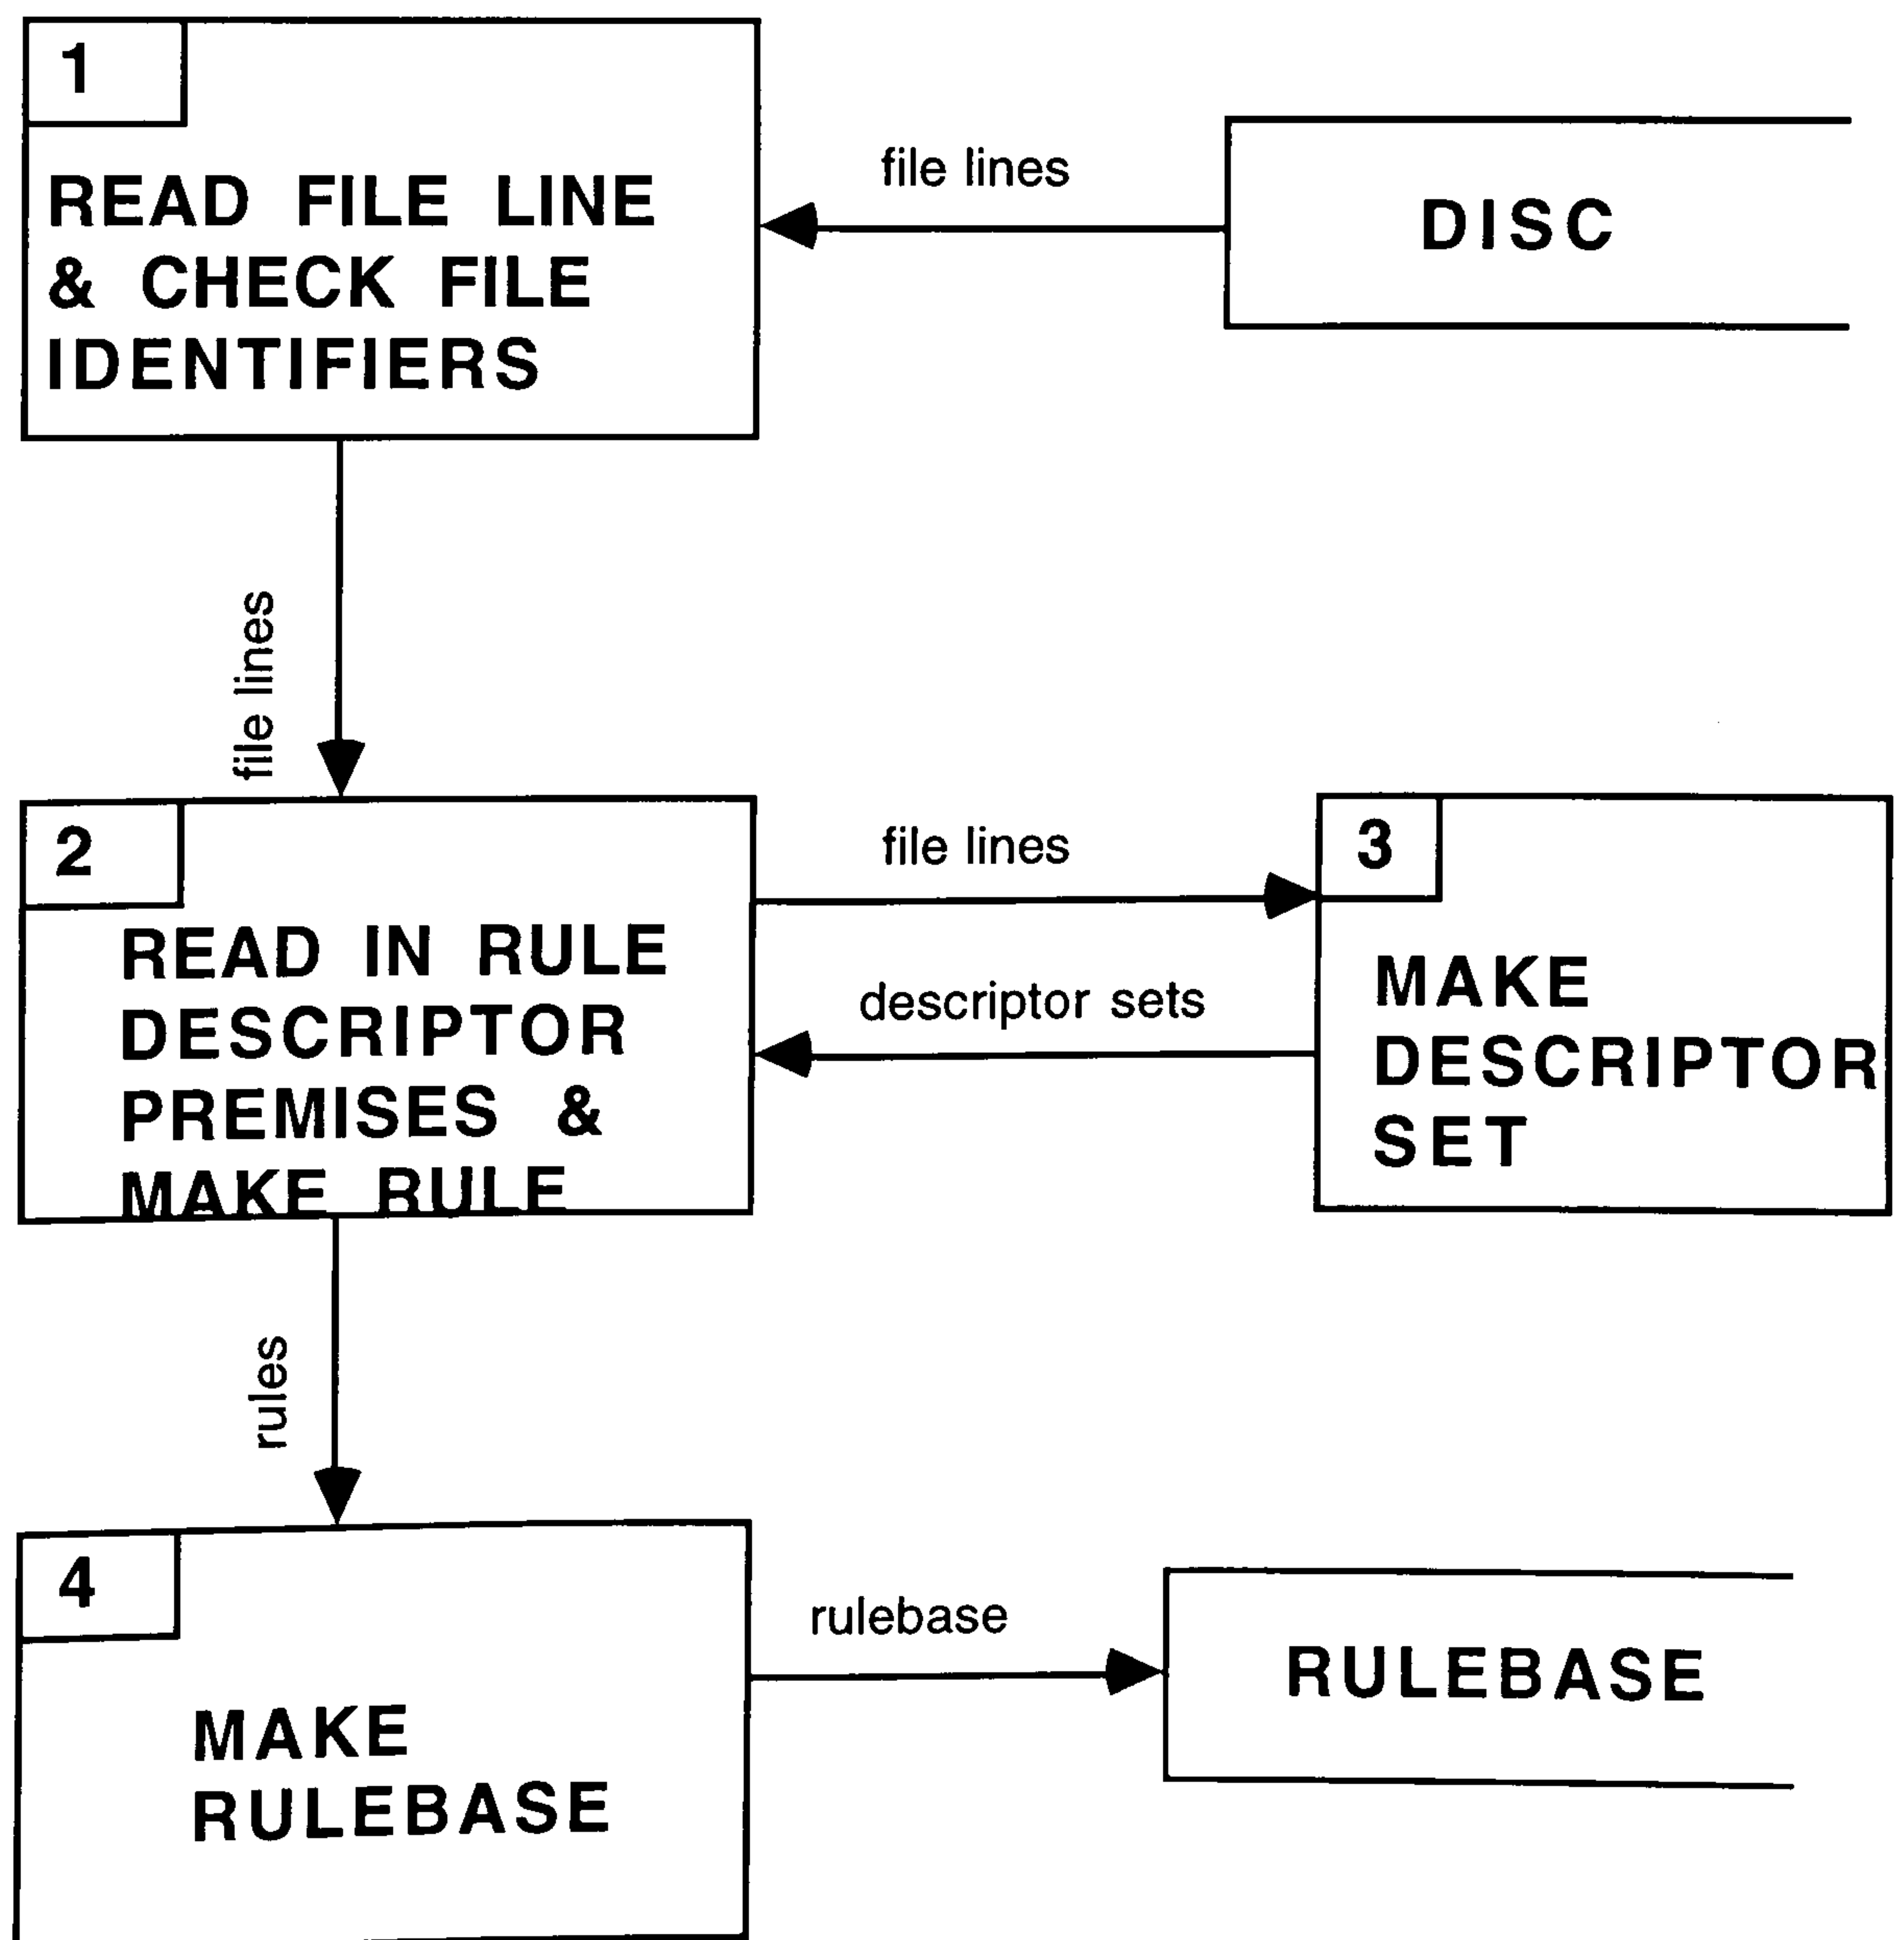 1
READ FILE LINE
& CHECK FILE
IDENTIFIERS
file lines
DISC
file lines
2
READ IN RULE
DESCRIPTOR
PREMISES &
MAKE RULE
file lines
descriptor sets
3
MAKE
DESCRIPTOR
SET
rules
4
MAKE
RULEBASE
rulebase
RULEBASE